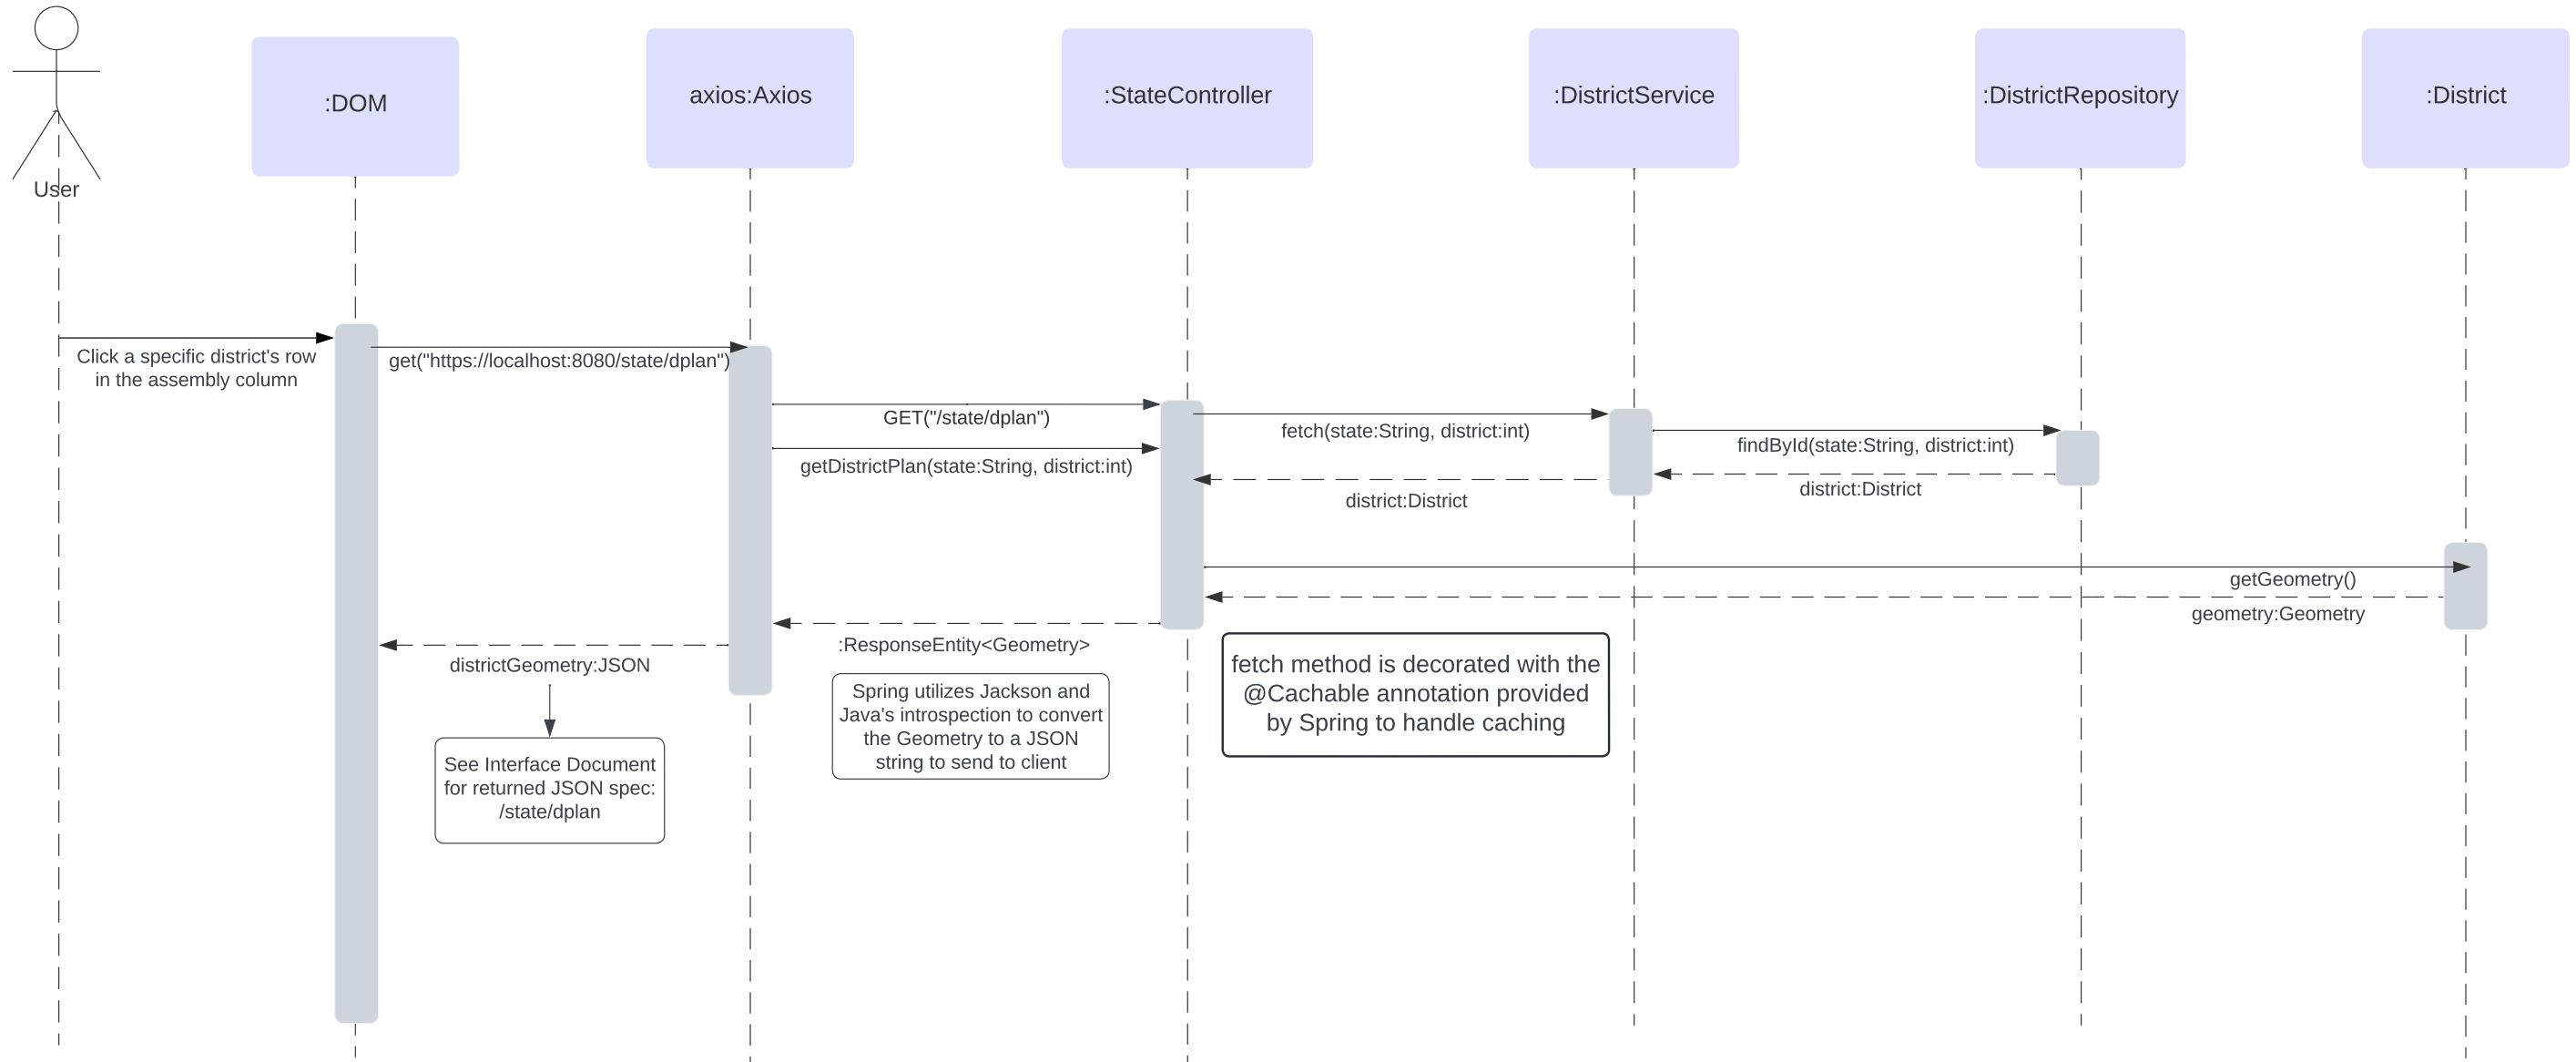 :DOM
axios:Axios
:StateController
:DistrictService
:DistrictRepository
:District
User
Click a specific district's row
in the assembly column
get("https://localhost:8080/state/dplan")
GET("/state/dplan")
fetch(state:String, district:int)
findById(state:String, district:int)
getDistrictPlan(state:String, district:int)
district:District
district:District
getGeometry()
geometry:Geometry
:ResponseEntity<Geometry>
districtGeometry:JSON
fetch method is decorated with the
@Cachable annotation provided
by Spring to handle caching
Spring utilizes Jackson and
Java's introspection to convert
the Geometry to a JSON
string to send to client
See Interface Document
for returned JSON spec:
/state/dplan